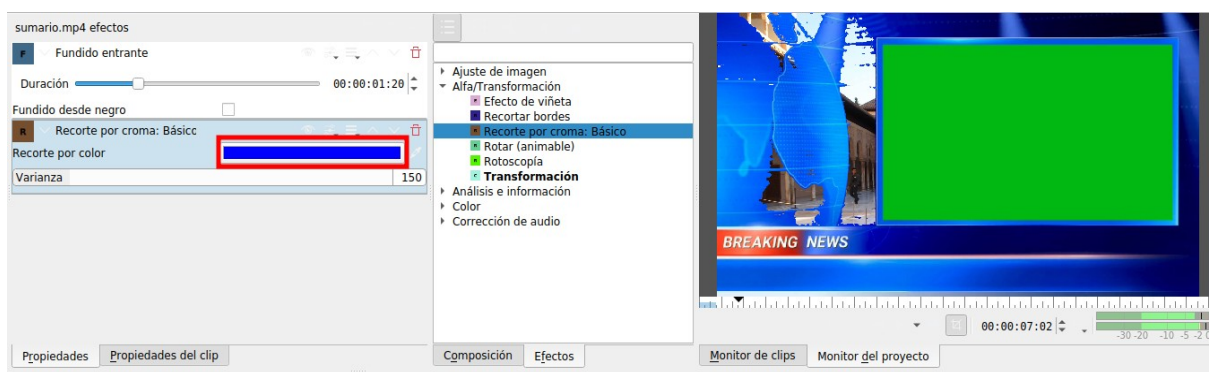 sumario.mp4 efectos
F Fundido entrante
Duración 00:00:01:20
Fundido desde negro
R Recorte por croma: Básico
Recorte por color
Varianza 150
Propiedades Propiedades del clip
Ajuste de imagen
Alfa/Transformación
Efecto de viñeta
Recortar bordes
Recorte por croma: Básico
Rotar (animable)
Rotoscopía
Transformación
Análisis e información
Color
Corrección de audio
Composición Efectos
BREAKING NEWS
00:00:07:02
-30 -20 -10 -5 -2 0
Monitor de clips Monitor del proyecto